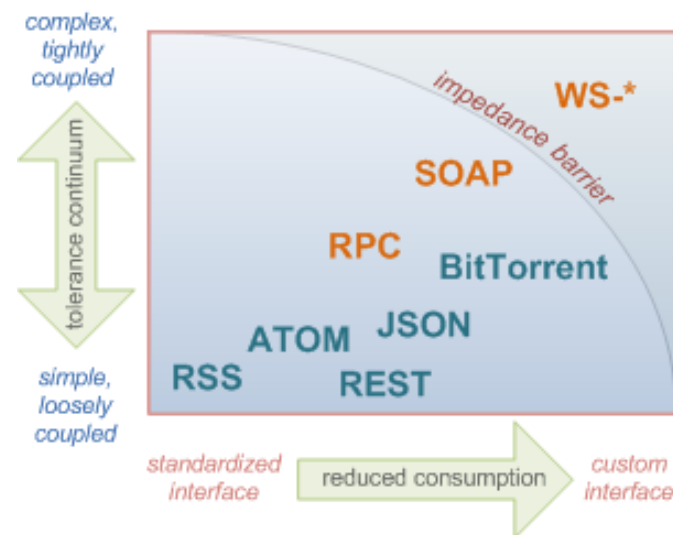 complex,
tightly
coupled
impedance barrier
WS-*
SOAP
tolerance continuum
RPC
BitTorrent
JSON
ATOM
RSS
REST
simple,
loosely
coupled
standardized
interface
reduced consumption
custom
interface